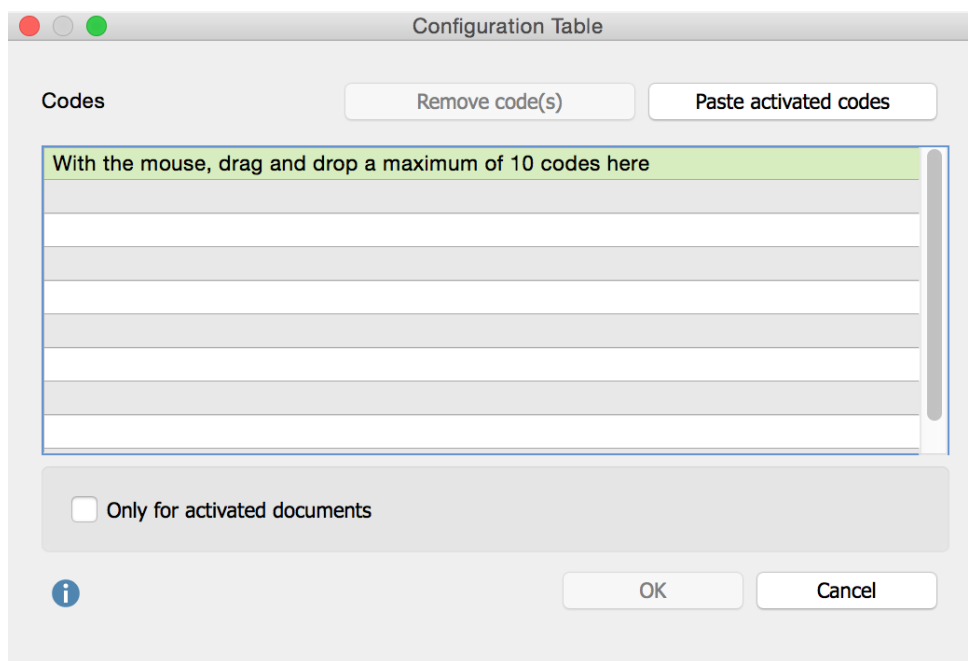 Configuration Table
Codes
Remove code(s)
Paste activated codes
With the mouse, drag and drop a maximum of 10 codes here
Only for activated documents
OK
Cancel